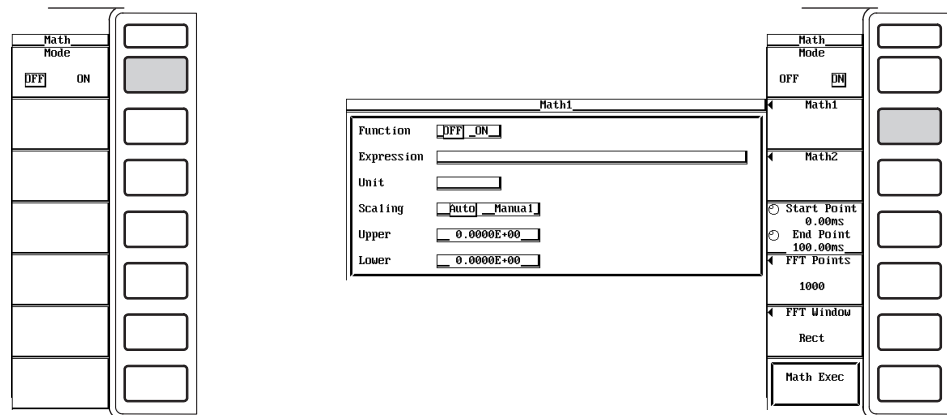 Math
Mode
OFF ON
Math1
Function OFF ON
Expression
Unit
Scaling Auto Manual
Upper 0.0000E+00
Lower 0.0000E+00
Math
Mode
OFF ON
Math1
Math2
Start Point
0.00ms
End Point
100.00ms
FFT Points
1000
FFT Window
Rect
Math Exec